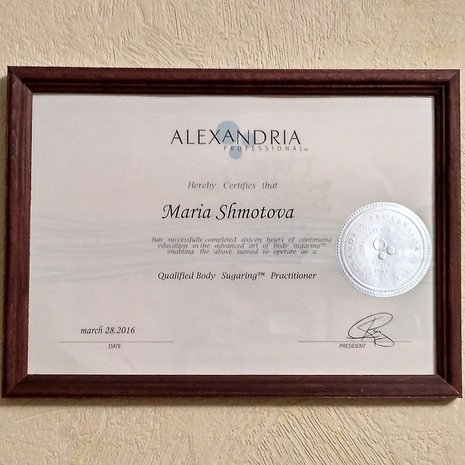 ALEXANDRIA
PROFESSIONAL™
Hereby Certifies that
Maria Shmotova
has successfully completed sixteen hours of continuing
education in the advanced art of body sugaring™
enabling the above named to operate as a
Qualified Body Sugaring™ Practitioner
march 28.2016
DATE
PRESIDENT